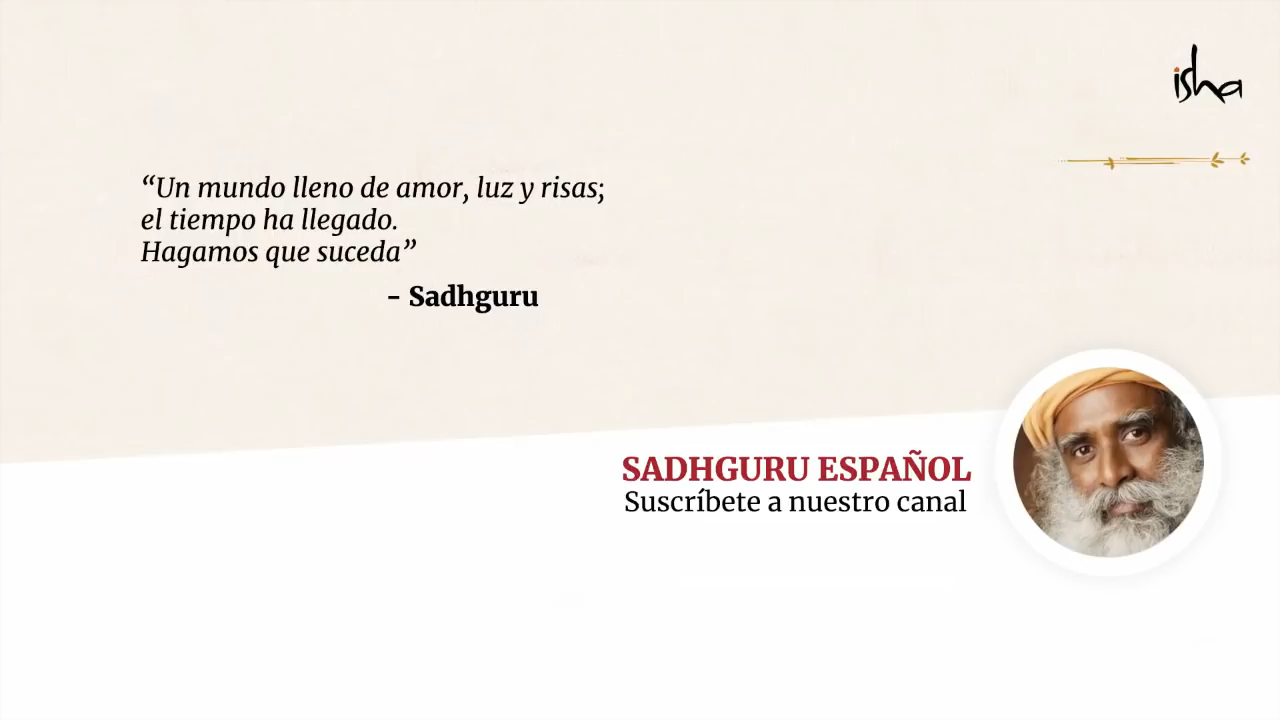 isha
“Un mundo lleno de amor, luz y risas;
el tiempo ha llegado.
Hagamos que suceda”
- Sadhguru
SADHGURU ESPAÑOL
Suscríbete a nuestro canal